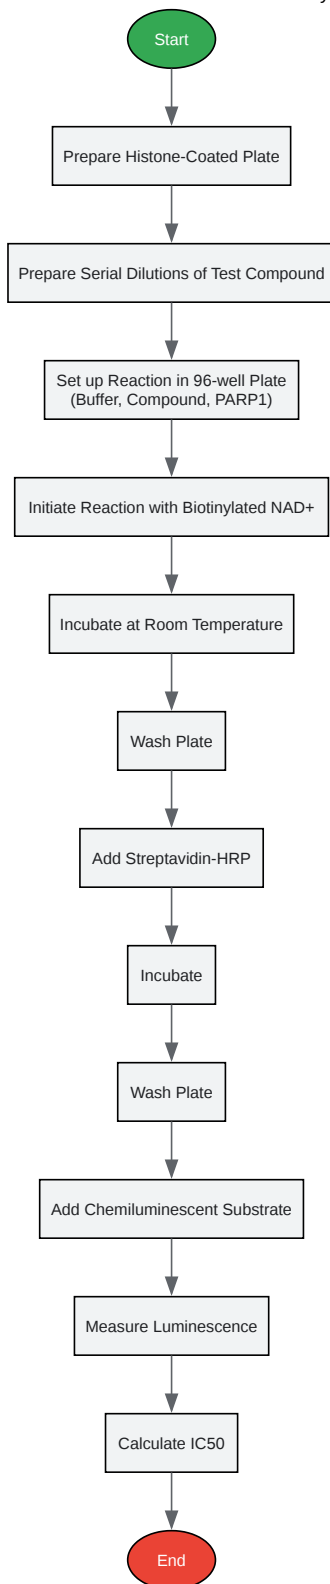 Start
Prepare Histone-Coated Plate
Prepare Serial Dilutions of Test Compound
Set up Reaction in 96-well Plate
(Buffer, Compound, PARP1)
Initiate Reaction with Biotinylated NAD+
Incubate at Room Temperature
Wash Plate
Add Streptavidin-HRP
Incubate
Wash Plate
Add Chemiluminescent Substrate
Measure Luminescence
Calculate IC50
End